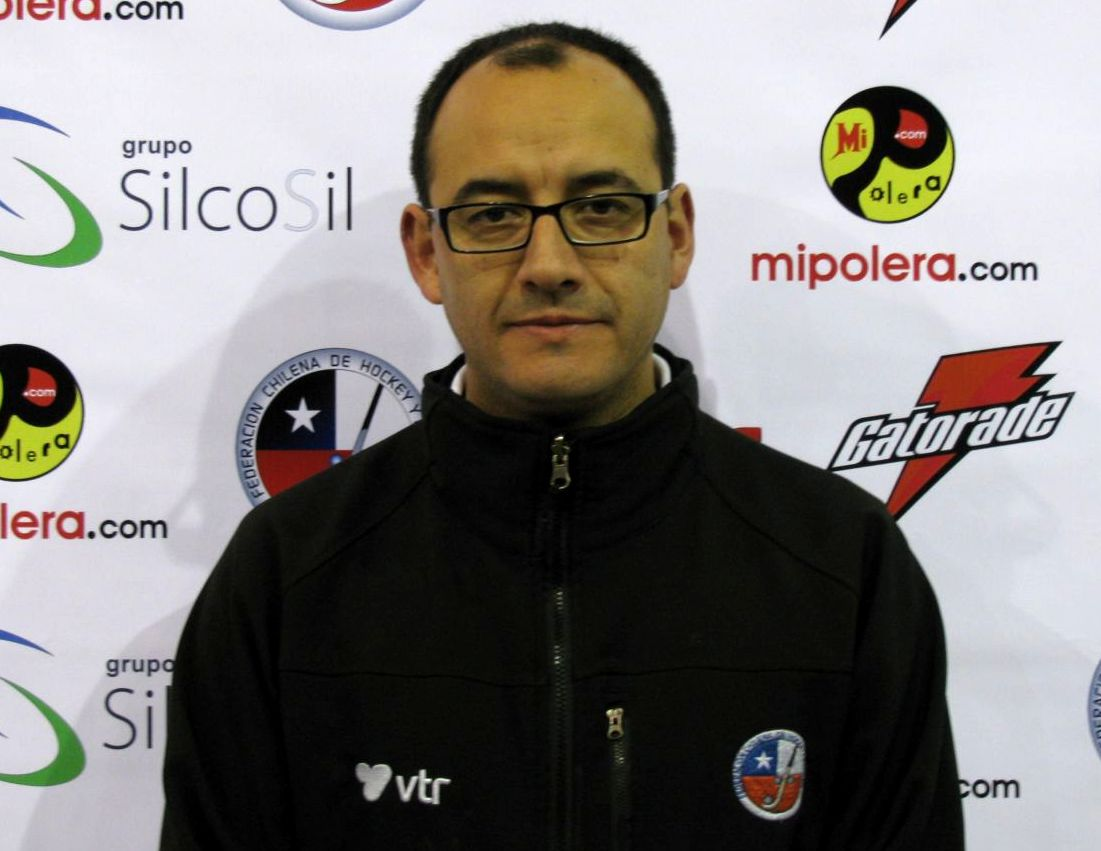 olera.com
grupo
SilcoSil
Mi
.com
Polera
mipolera.com
.com
olera
lera.com
FEDERACION CHILENA DE HOCKEY Y
Gatorade
grupo
Sil
vtr
.com